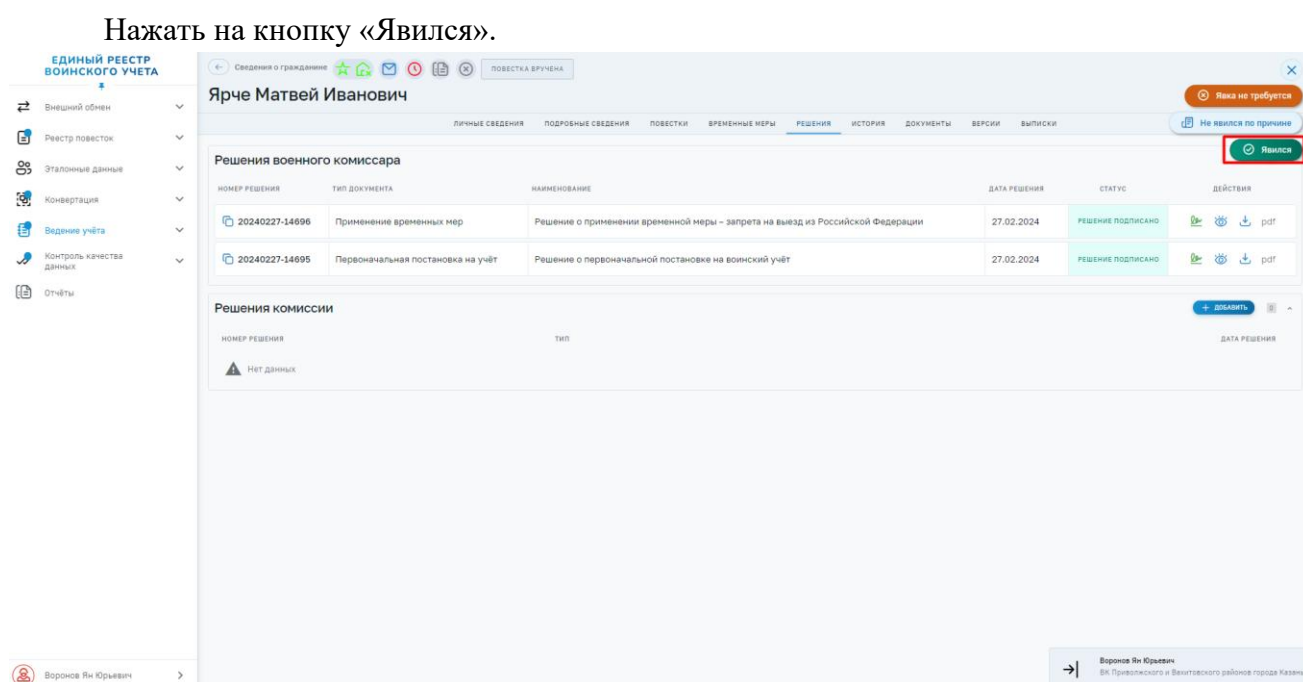 Нажать на кнопку «Явился».
ЕДИНЫЙ РЕЕСТР
ВОИНСКОГО УЧЕТА
Внешний обмен
Реестр повесток
Эталонные данные
Конвертация
Ведение учёта
Контроль качества
данных
Отчёты
Воронов Ян Юрьевич
Сведения о гражданине
ПОВЕСТКА ВРУЧЕНА
Ярче Матвей Иванович
Явка не требуется
ЛИЧНЫЕ СВЕДЕНИЯ ПОДРОБНЫЕ СВЕДЕНИЯ ПОВЕСТКИ ВРЕМЕННЫЕ МЕРЫ РЕШЕНИЯ ИСТОРИЯ ДОКУМЕНТЫ ВЕРСИИ ВЫПИСКИ
Не явился по причине
Явился
Решения военного комиссара
НОМЕР РЕШЕНИЯ ТИП ДОКУМЕНТА НАИМЕНОВАНИЕ ДАТА РЕШЕНИЯ СТАТУС ДЕЙСТВИЯ
20240227-14696 Применение временных мер Решение о применении временной меры – запрета на выезд из Российской Федерации 27.02.2024 РЕШЕНИЕ ПОДПИСАНО pdf
20240227-14695 Первоначальная постановка на учёт Решение о первоначальной постановке на воинский учёт 27.02.2024 РЕШЕНИЕ ПОДПИСАНО pdf
Решения комиссии
+ ДОБАВИТЬ 0
НОМЕР РЕШЕНИЯ ТИП ДАТА РЕШЕНИЯ
Нет данных
Воронов Ян Юрьевич
ВК Приволжского и Вахитовского районов города Казань